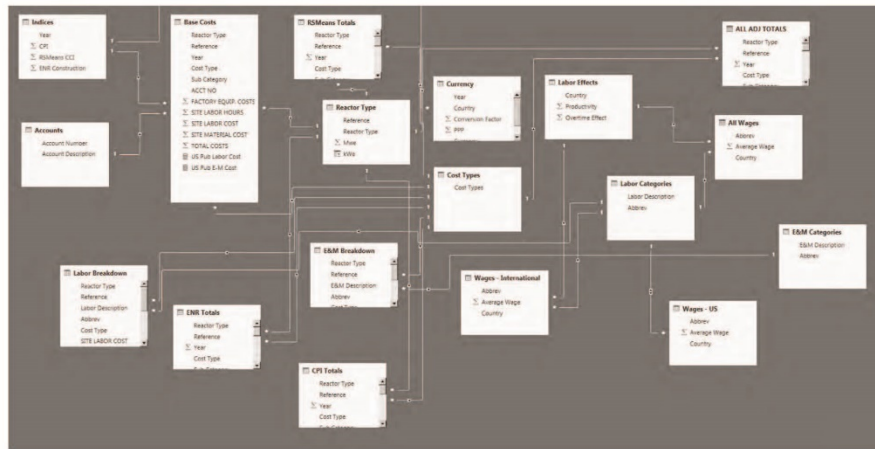 Indices
Year
CPI
RSMeans CCI
ENR Construction
Base Costs
Reactor Type
Reference
Year
Cost Type
Sub Category
ACCT NO
FACTORY EQUIP. COSTS
SITE LABOR HOURS
SITE LABOR COST
SITE MATERIAL COST
TOTAL COSTS
US Pub Labor Cost
US Pub E-M Cost
RSMeans Totals
Reactor Type
Reference
Year
Cost Type
ALL ADJ TOTALS
Reactor Type
Reference
Year
Cost Type
Accounts
Account Number
Account Description
Reactor Type
Reference
Reactor Type
Mwe
kWe
Currency
Year
Country
Conversion Factor
PPP
Labor Effects
Country
Productivity
Overtime Effect
All Wages
Abbrev
Average Wage
Country
Cost Types
Cost Types
Labor Categories
Labor Description
Abbrev
E&M Categories
E&M Description
Abbrev
Labor Breakdown
Reactor Type
Reference
Labor Description
Abbrev
Cost Type
SITE LABOR COST
ENR Totals
Reactor Type
Reference
Year
Cost Type
E&M Breakdown
Reactor Type
Reference
E&M Description
Abbrev
Wages - International
Abbrev
Average Wage
Country
Wages - US
Abbrev
Average Wage
Country
CPI Totals
Reactor Type
Reference
Year
Cost Type